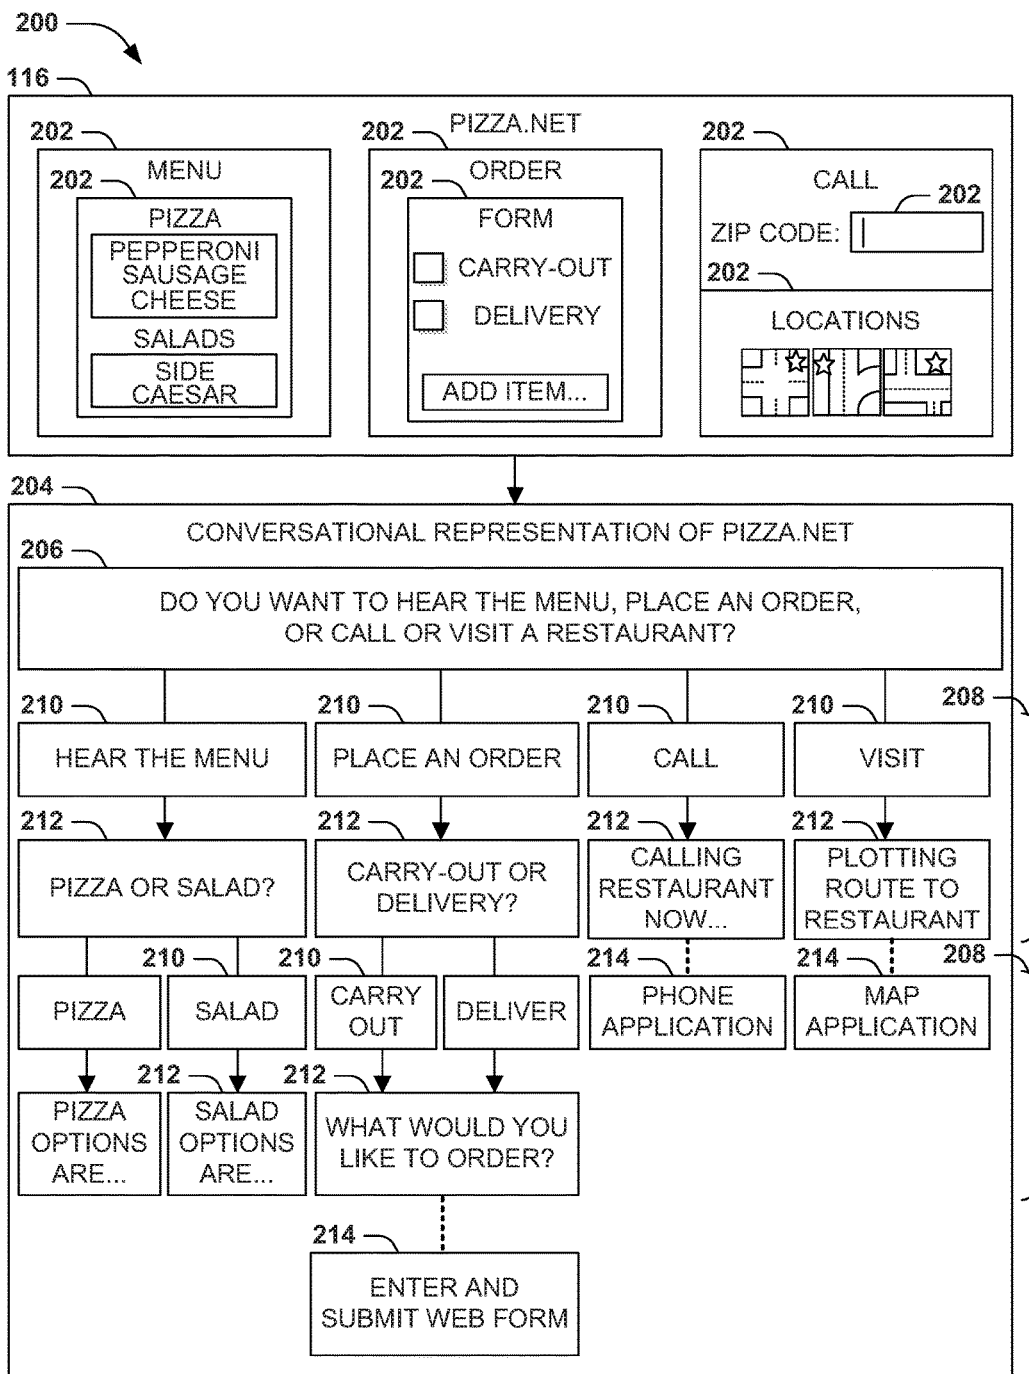 200
116
PIZZA.NET
202
202
202
MENU
ORDER
CALL
202
202
202
PIZZA
FORM
ZIP CODE:
PEPPERONI
SAUSAGE
CHEESE
CARRY-OUT
DELIVERY
202
LOCATIONS
SALADS
SIDE
CAESAR
ADD ITEM...
204
CONVERSATIONAL REPRESENTATION OF PIZZA.NET
206
DO YOU WANT TO HEAR THE MENU, PLACE AN ORDER,
OR CALL OR VISIT A RESTAURANT?
208
210
210
210
210
HEAR THE MENU
PLACE AN ORDER
CALL
VISIT
212
212
212
212
PIZZA OR SALAD?
CARRY-OUT OR
DELIVERY?
CALLING
RESTAURANT
NOW...
PLOTTING
ROUTE TO
RESTAURANT
208
210
210
214
214
PIZZA
SALAD
CARRY
OUT
DELIVER
PHONE
APPLICATION
MAP
APPLICATION
212
212
PIZZA
OPTIONS
ARE...
SALAD
OPTIONS
ARE...
WHAT WOULD YOU
LIKE TO ORDER?
214
ENTER AND
SUBMIT WEB FORM